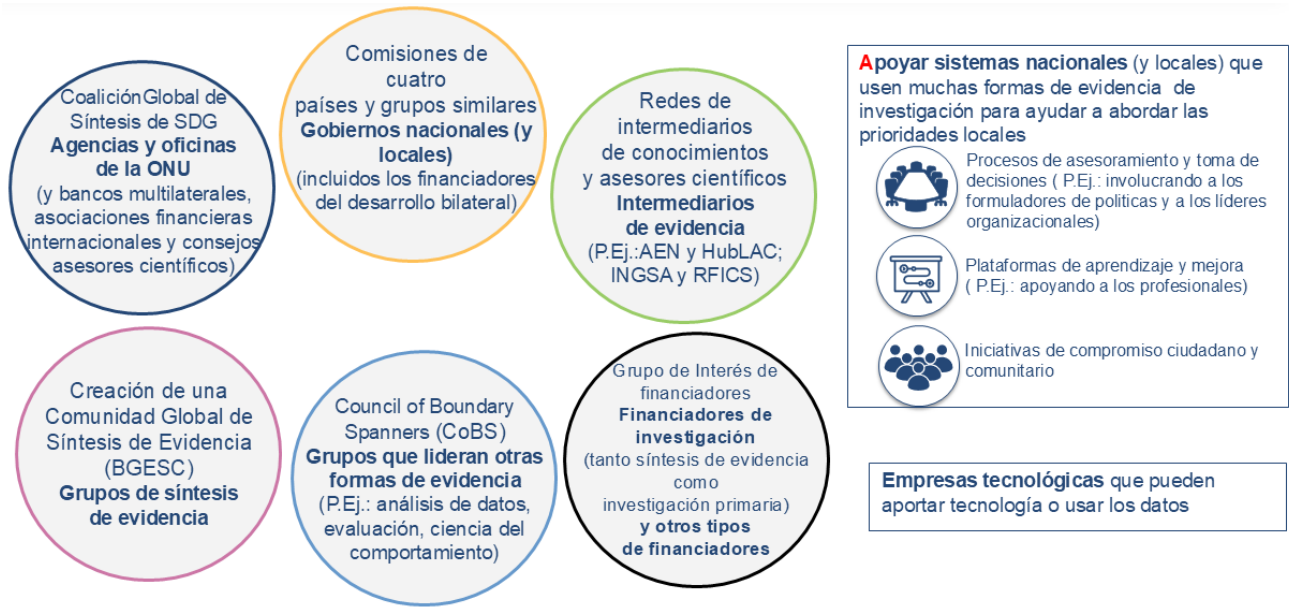 Coalición Global de
Síntesis de SDG
Agencias y oficinas
de la ONU
(y bancos multilaterales,
asociaciones financieras
internacionales y consejos
asesores científicos)
Comisiones de
cuatro
países y grupos similares
Gobiernos nacionales (y
locales)
(incluidos los financiadores
del desarrollo bilateral)
Redes de
intermediarios
de conocimientos
y asesores científicos
Intermediarios
de evidencia
(P.Ej.:AEN y HubLAC;
INGSA y RFICS)
Creación de una
Comunidad Global de
Síntesis de Evidencia
(BGESC)
Grupos de síntesis
de evidencia
Council of Boundary
Spanners (CoBS)
Grupos que lideran otras
formas de evidencia
(P.Ej.: análisis de datos,
evaluación, ciencia del
comportamiento)
Grupo de Interés de
financiadores
Financiadores de
investigación
(tanto síntesis de evidencia
como
investigación primaria)
y otros tipos
de financiadores
Apoyar sistemas nacionales (y locales) que
usen muchas formas de evidencia de
investigación para ayudar a abordar las
prioridades locales
Procesos de asesoramiento y toma de
decisiones ( P.Ej.: involucrando a los
formuladores de politicas y a los líderes
organizacionales)
Plataformas de aprendizaje y mejora
( P.Ej.: apoyando a los profesionales)
Iniciativas de compromiso ciudadano y
comunitario
Empresas tecnológicas que pueden
aportar tecnología o usar los datos